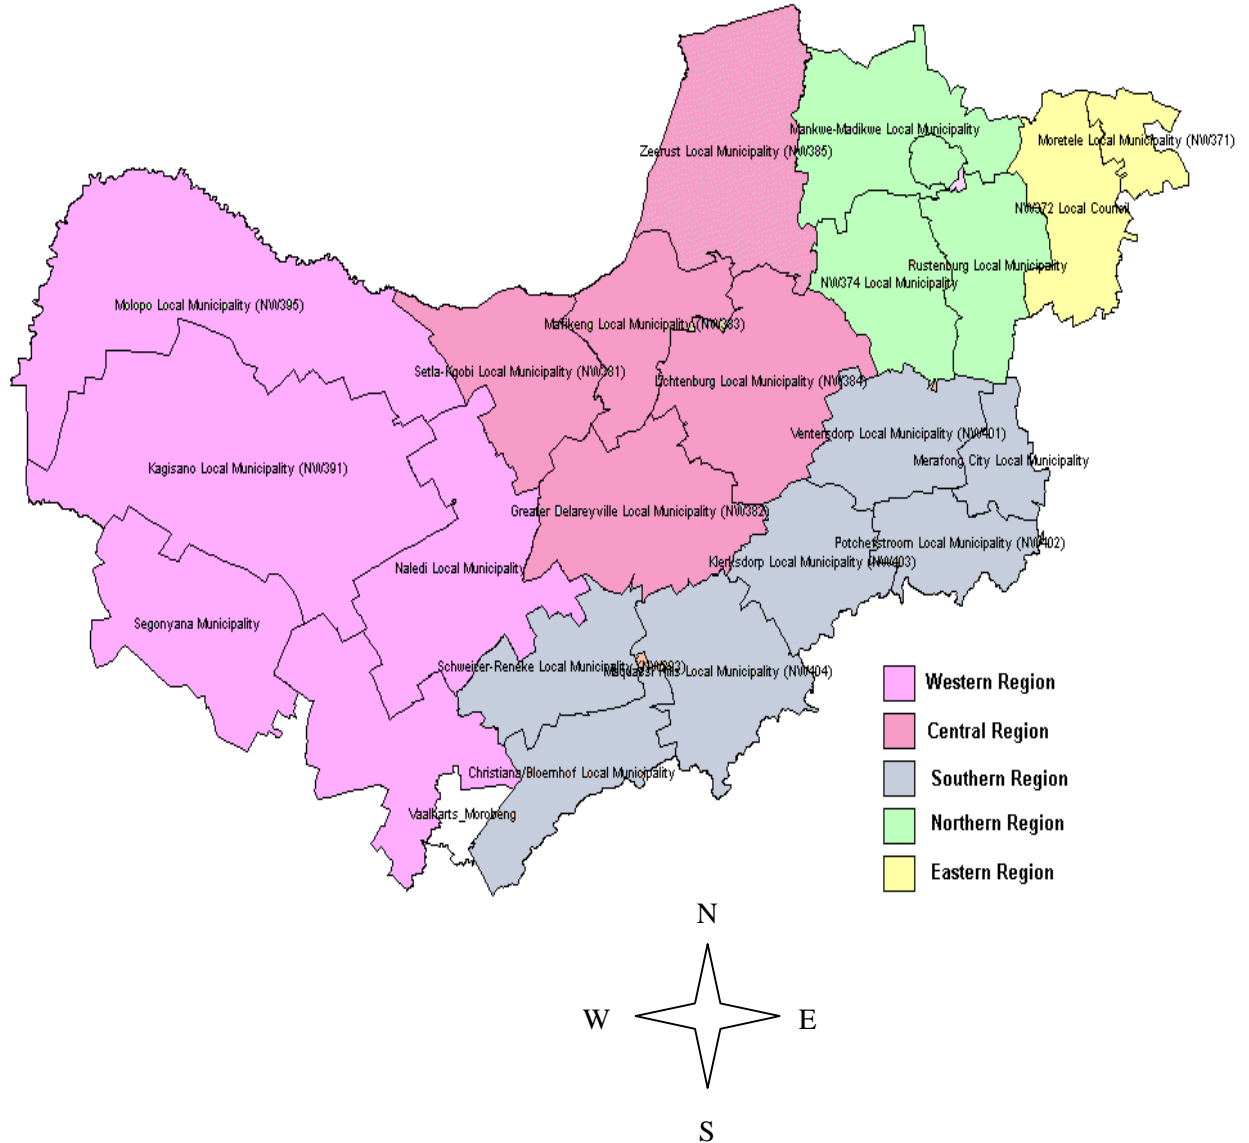 Mankwe-Madikwe Local Municipality
Moretele Local Municipality (NW371)
Zeerust Local Municipality (NW385)
NW372 Local Council
Rustenburg Local Municipality
NW374 Local Municipality
Molopo Local Municipality (NW395)
Mafikeng Local Municipality (NW383)
Setla-Kgobi Local Municipality (NW381)
Lichtenburg Local Municipality (NW384)
Ventersdorp Local Municipality (NW401)
Merafong City Local Municipality
Kagisano Local Municipality (NW391)
Greater Delareyville Local Municipality (NW382)
Potchefstroom Local Municipality (NW402)
Klerksdorp Local Municipality (NW403)
Naledi Local Municipality
Segonyana Municipality
Schweizer-Reneke Local Municipality
Maquassi Hills Local Municipality (NW404)
Christiana/Bloemhof Local Municipality
Vaalharts_Morobeng
Western Region
Central Region
Southern Region
Northern Region
Eastern Region
N
W
E
S